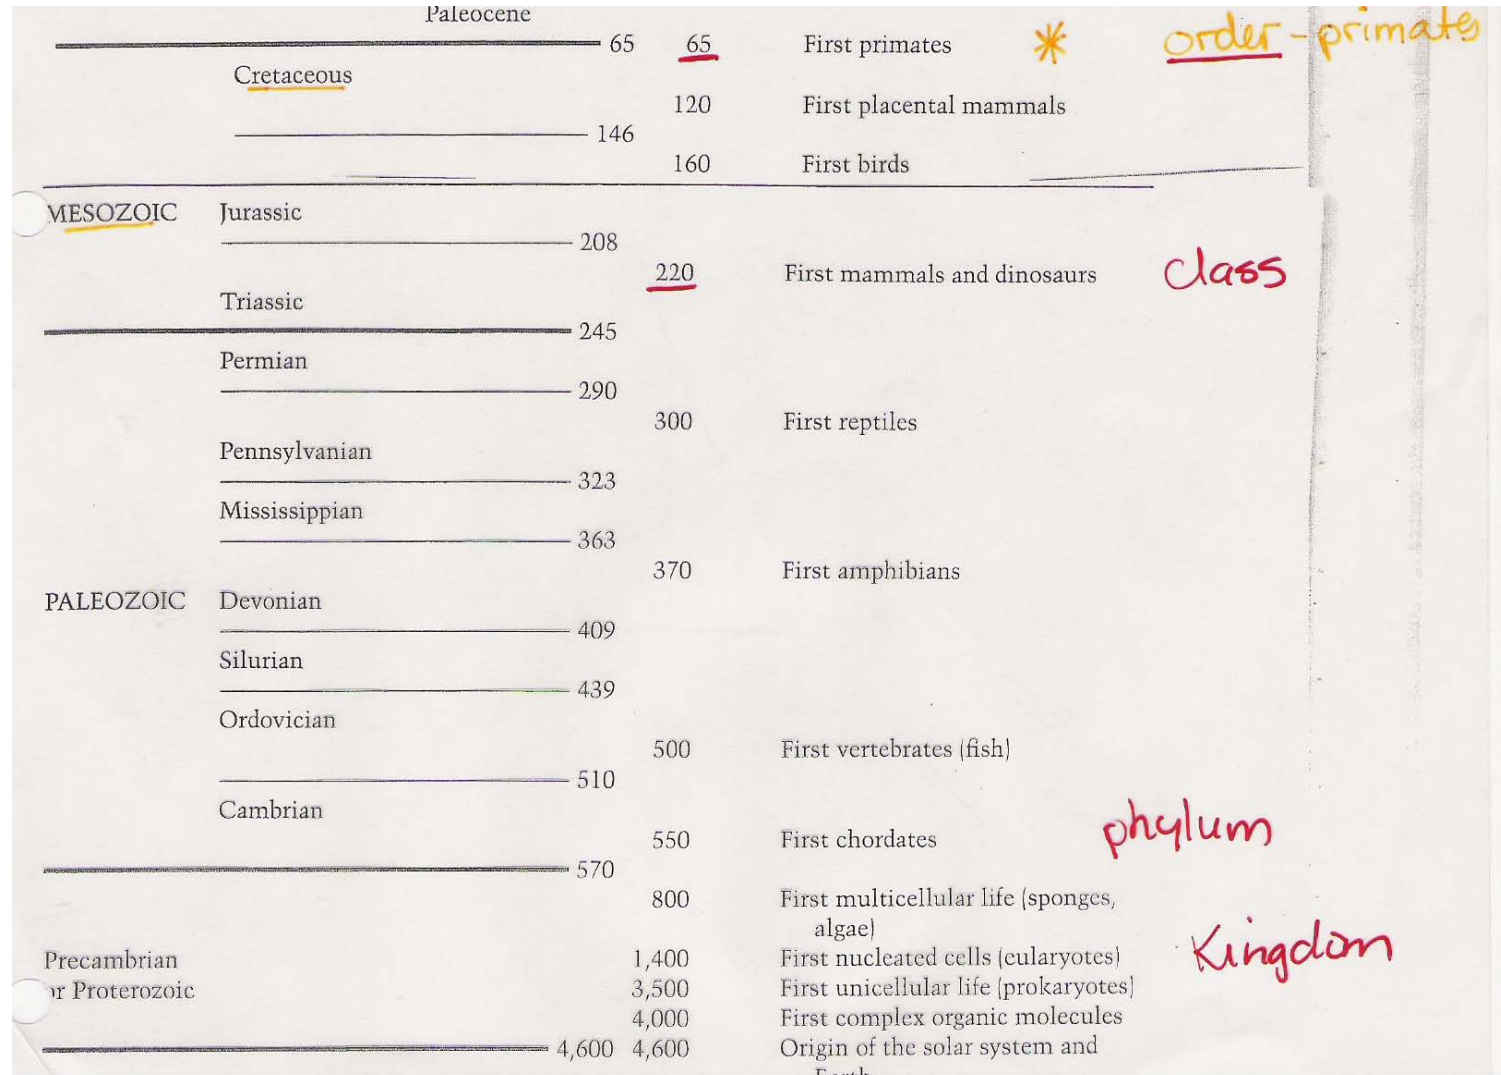 Paleocene
65 65 First primates * order - primates
Cretaceous
120 First placental mammals
146
160 First birds
MESOZOIC Jurassic
208
220 First mammals and dinosaurs class
Triassic
245
Permian
290
300 First reptiles
Pennsylvanian
323
Mississippian
363
370 First amphibians
PALEOZOIC Devonian
409
Silurian
439
Ordovician
500 First vertebrates (fish)
510
Cambrian
550 First chordates phylum
570
800 First multicellular life (sponges,
algae)
Precambrian 1,400 First nucleated cells (eularyotes) Kingdom
or Proterozoic 3,500 First unicellular life (prokaryotes)
4,000 First complex organic molecules
4,600 4,600 Origin of the solar system and